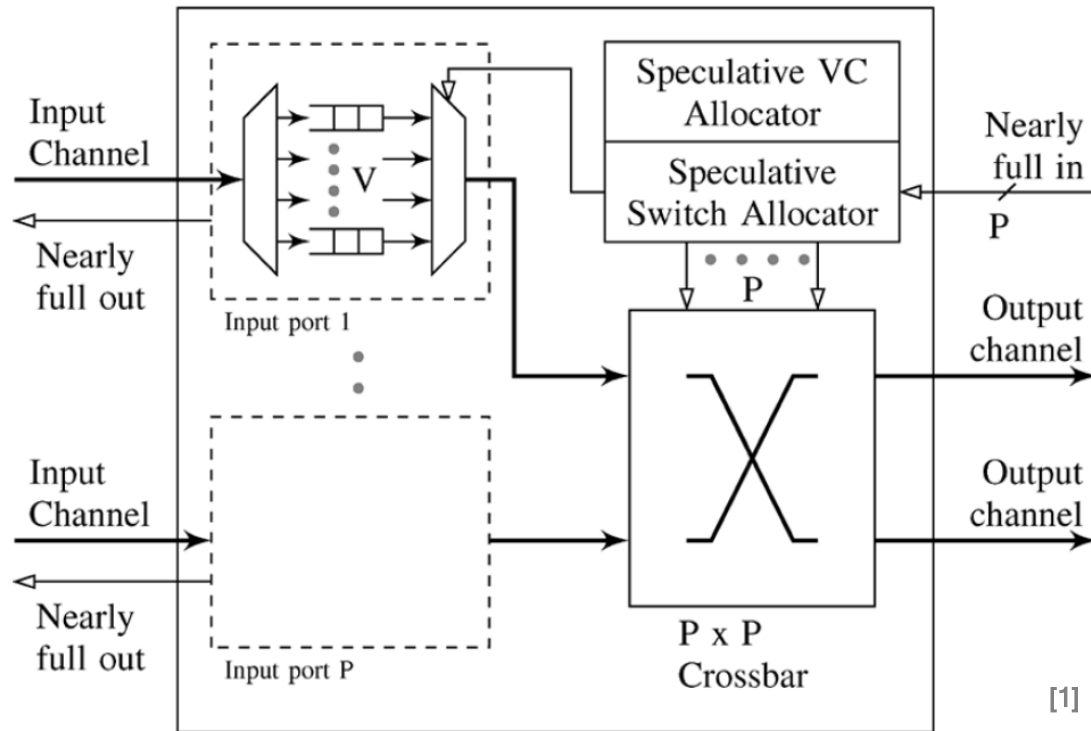 Input
Channel
Nearly
full out
V
Input port 1
Speculative VC
Allocator
Speculative
Switch Allocator
Nearly
full in
P
P
Output
channel
Input
Channel
Nearly
full out
Input port P
P x P
Crossbar
Output
channel
[1]